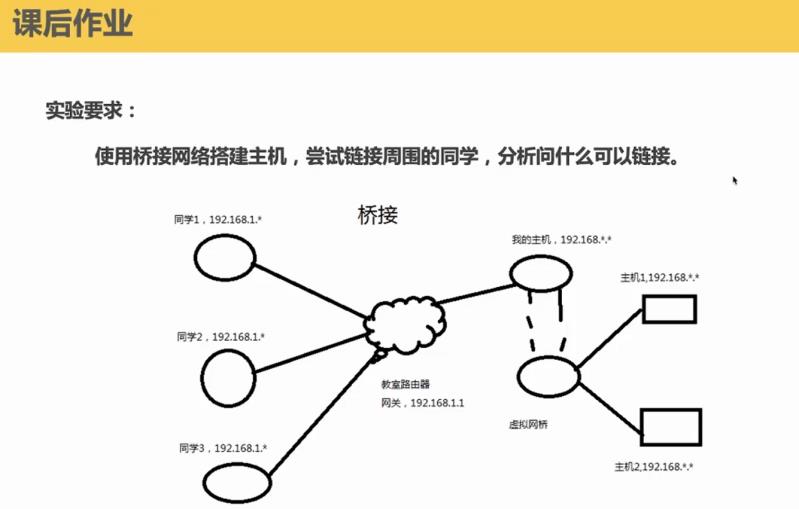 课后作业
实验要求：
使用桥接网络搭建主机，尝试链接周围的同学，分析问什么可以链接。
桥接
同学1，192.168.1.*
我的主机，192.168.*.*
主机1,192.168.*.*
同学2，192.168.1.*
教室路由器
网关，192.168.1.1
虚拟网桥
同学3，192.168.1.*
主机2,192.168.*.*